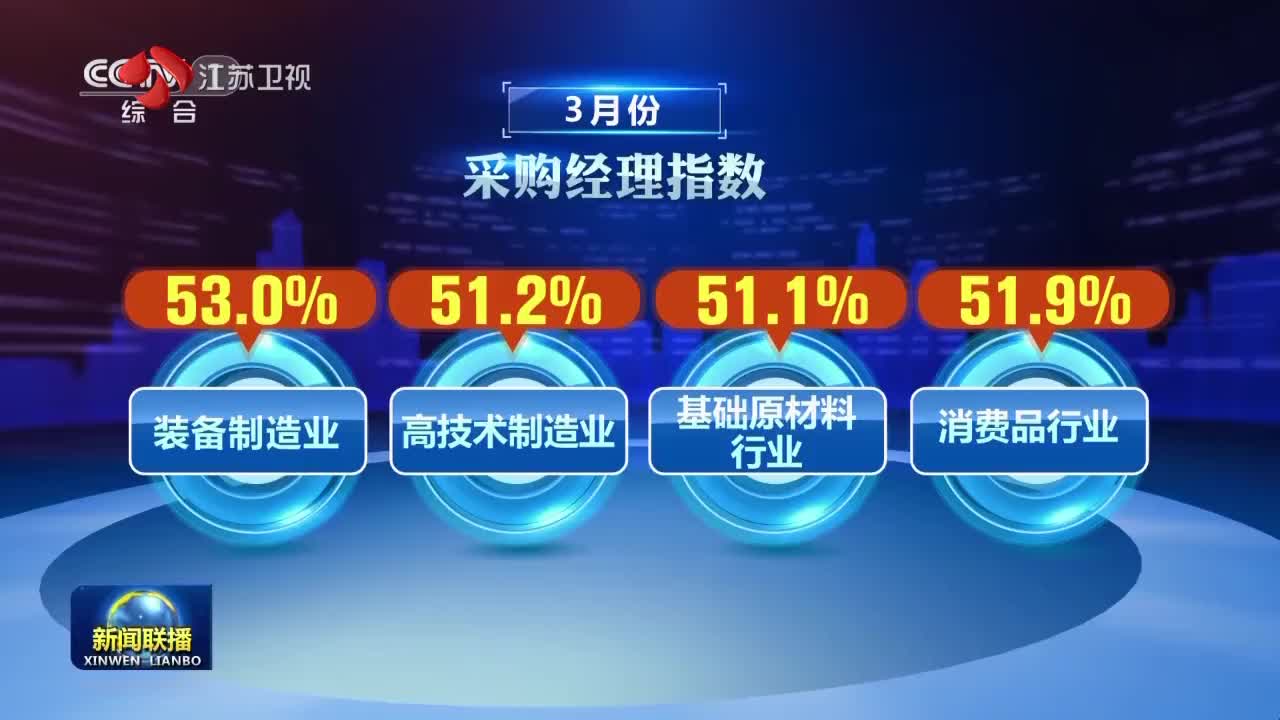 CCTV 江苏卫视
综合
3月份
采购经理指数
53.0% 51.2% 51.1% 51.9%
装备制造业
高技术制造业
基础原材料
行业
消费品行业
新闻联播
XINWEN LIANBO